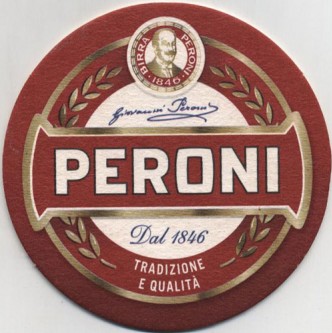 BIRRA PERONI
· 1846 ·
Giovanni Peroni
PERONI
Dal 1846
TRADIZIONE
E QUALITÀ